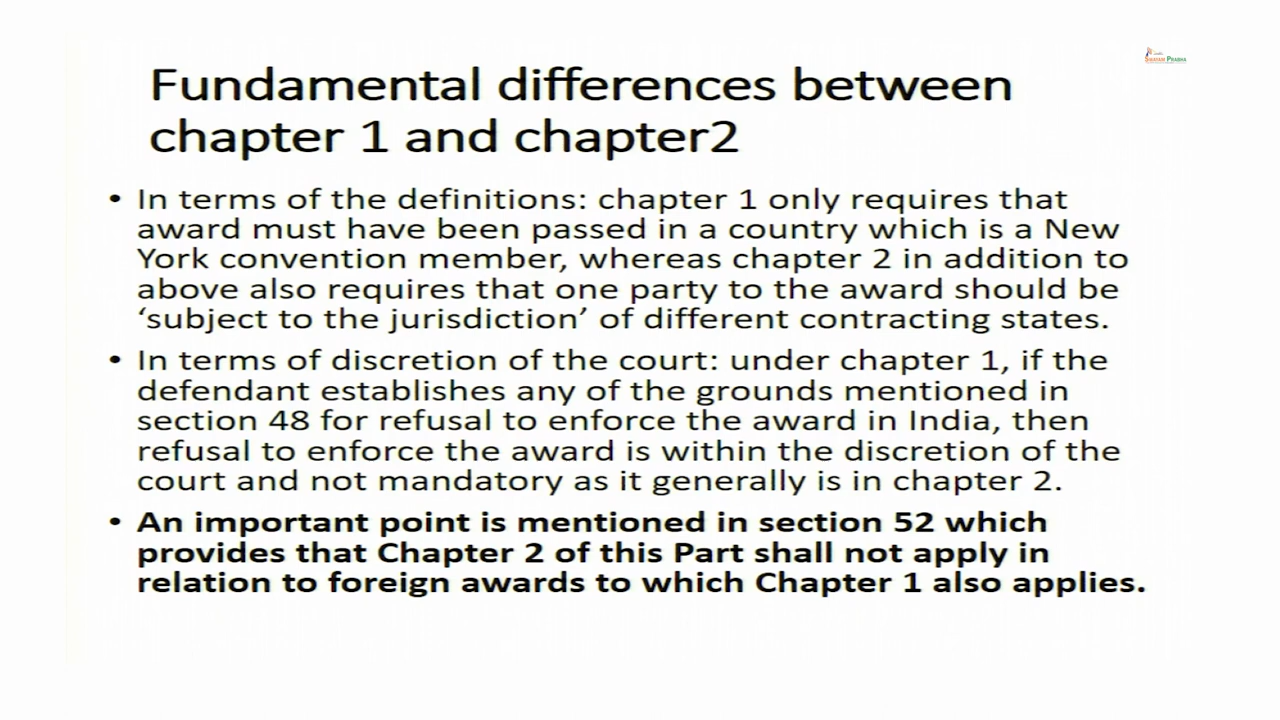 Fundamental differences between
chapter 1 and chapter2
• In terms of the definitions: chapter 1 only requires that
award must have been passed in a country which is a New
York convention member, whereas chapter 2 in addition to
above also requires that one party to the award should be
‘subject to the jurisdiction’ of different contracting states.
• In terms of discretion of the court: under chapter 1, if the
defendant establishes any of the grounds mentioned in
section 48 for refusal to enforce the award in India, then
refusal to enforce the award is within the discretion of the
court and not mandatory as it generally is in chapter 2.
• An important point is mentioned in section 52 which
provides that Chapter 2 of this Part shall not apply in
relation to foreign awards to which Chapter 1 also applies.
SWAYAM PRABHA